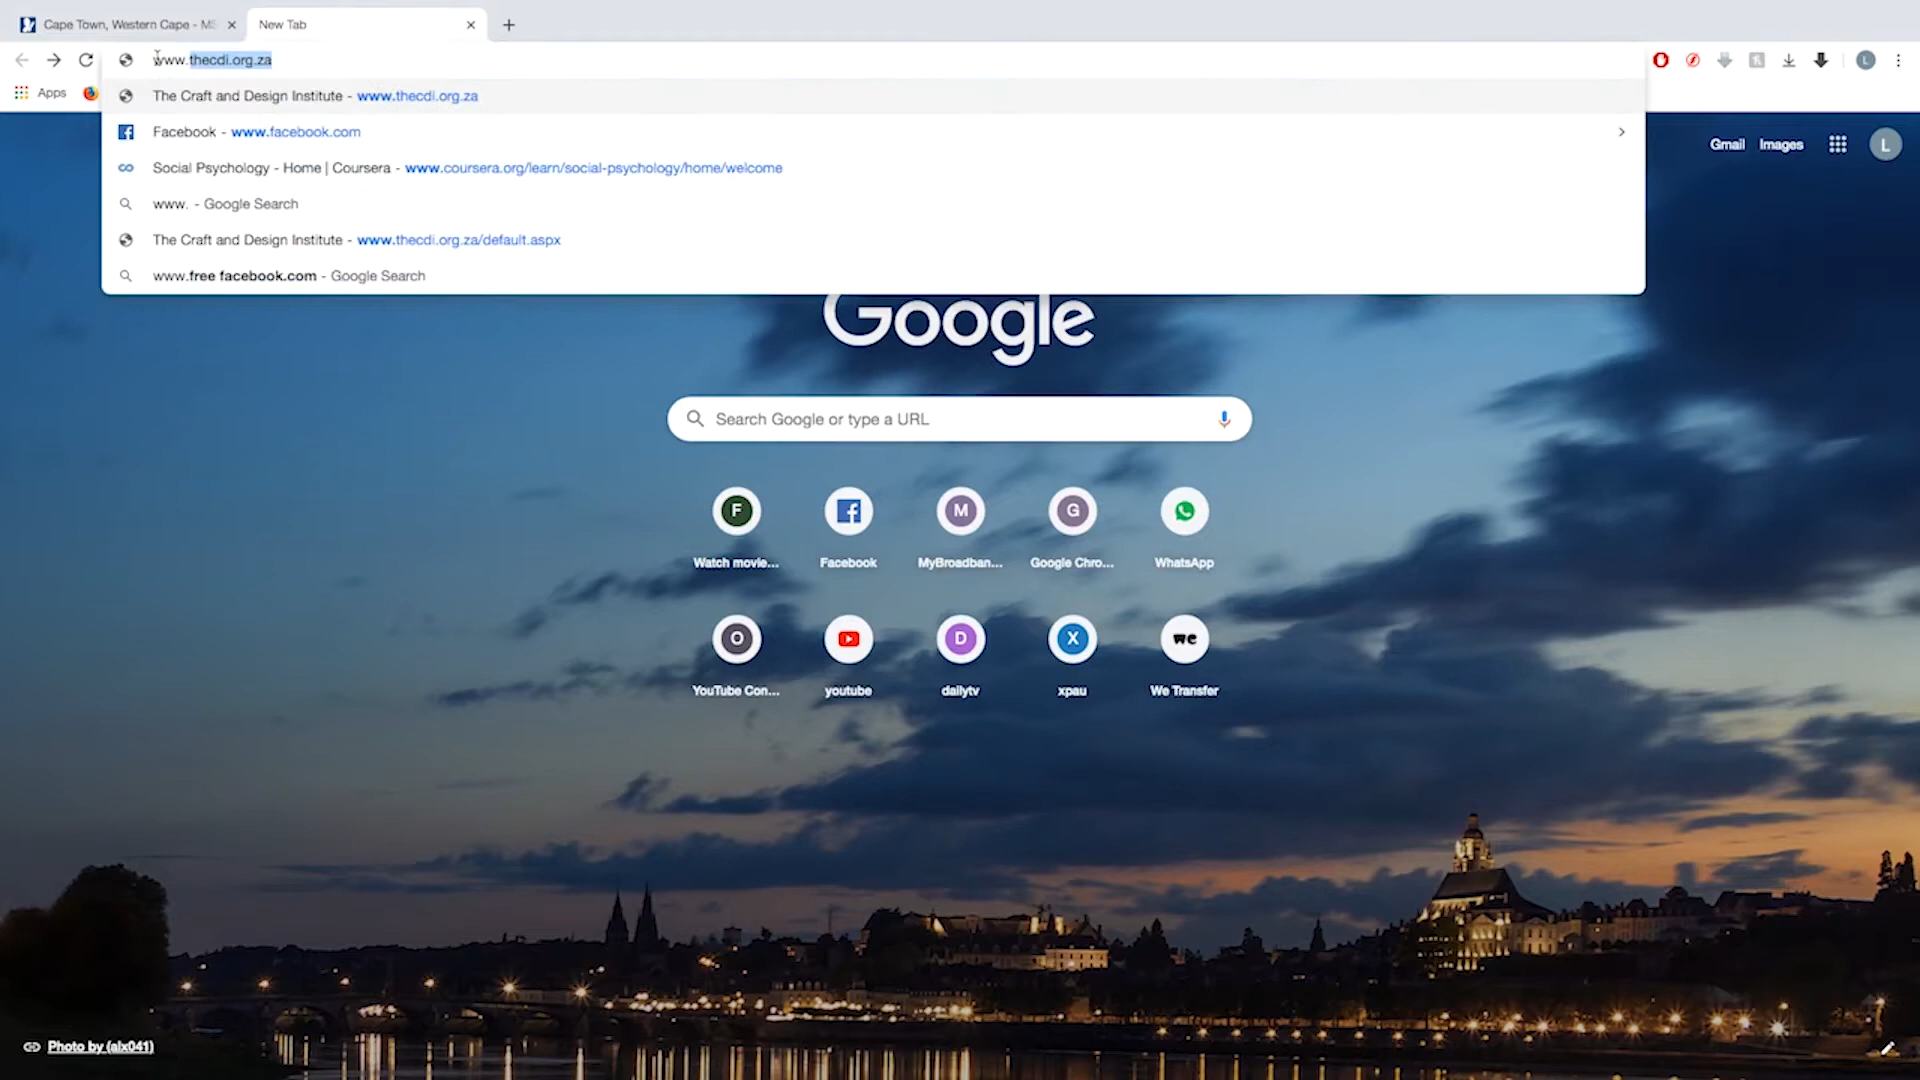 Cape Town, Western Cape - MS
New Tab
www.thecdi.org.za
Apps
The Craft and Design Institute - www.thecdi.org.za
Facebook - www.facebook.com
Social Psychology - Home | Coursera - www.coursera.org/learn/social-psychology/home/welcome
www. - Google Search
The Craft and Design Institute - www.thecdi.org.za/default.aspx
www.free facebook.com - Google Search
Gmail Images L
Google
Search Google or type a URL
F M G
Watch movie... Facebook MyBroadban... Google Chro... WhatsApp
O D X we
YouTube Con... youtube dailytv xpau We Transfer
Photo by (alx041)